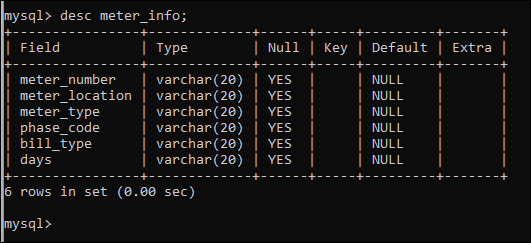 mysql> desc meter_info;
+----------------+-------------+------+-----+---------+-------+
| Field          | Type        | Null | Key | Default | Extra |
+----------------+-------------+------+-----+---------+-------+
| meter_number   | varchar(20) | YES  |     | NULL    |       |
| meter_location | varchar(20) | YES  |     | NULL    |       |
| meter_type     | varchar(20) | YES  |     | NULL    |       |
| phase_code     | varchar(20) | YES  |     | NULL    |       |
| bill_type      | varchar(20) | YES  |     | NULL    |       |
| days           | varchar(20) | YES  |     | NULL    |       |
+----------------+-------------+------+-----+---------+-------+
6 rows in set (0.00 sec)
mysql>